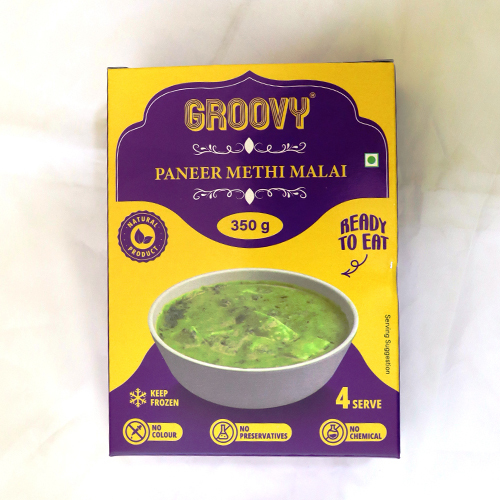 GROOVY®
PANEER METHI MALAI
350 g
NATURAL
PRODUCT
READY
TO EAT
Serving Suggestion
KEEP
FROZEN
4 SERVE
NO
COLOUR
NO
PRESERVATIVES
NO
CHEMICAL